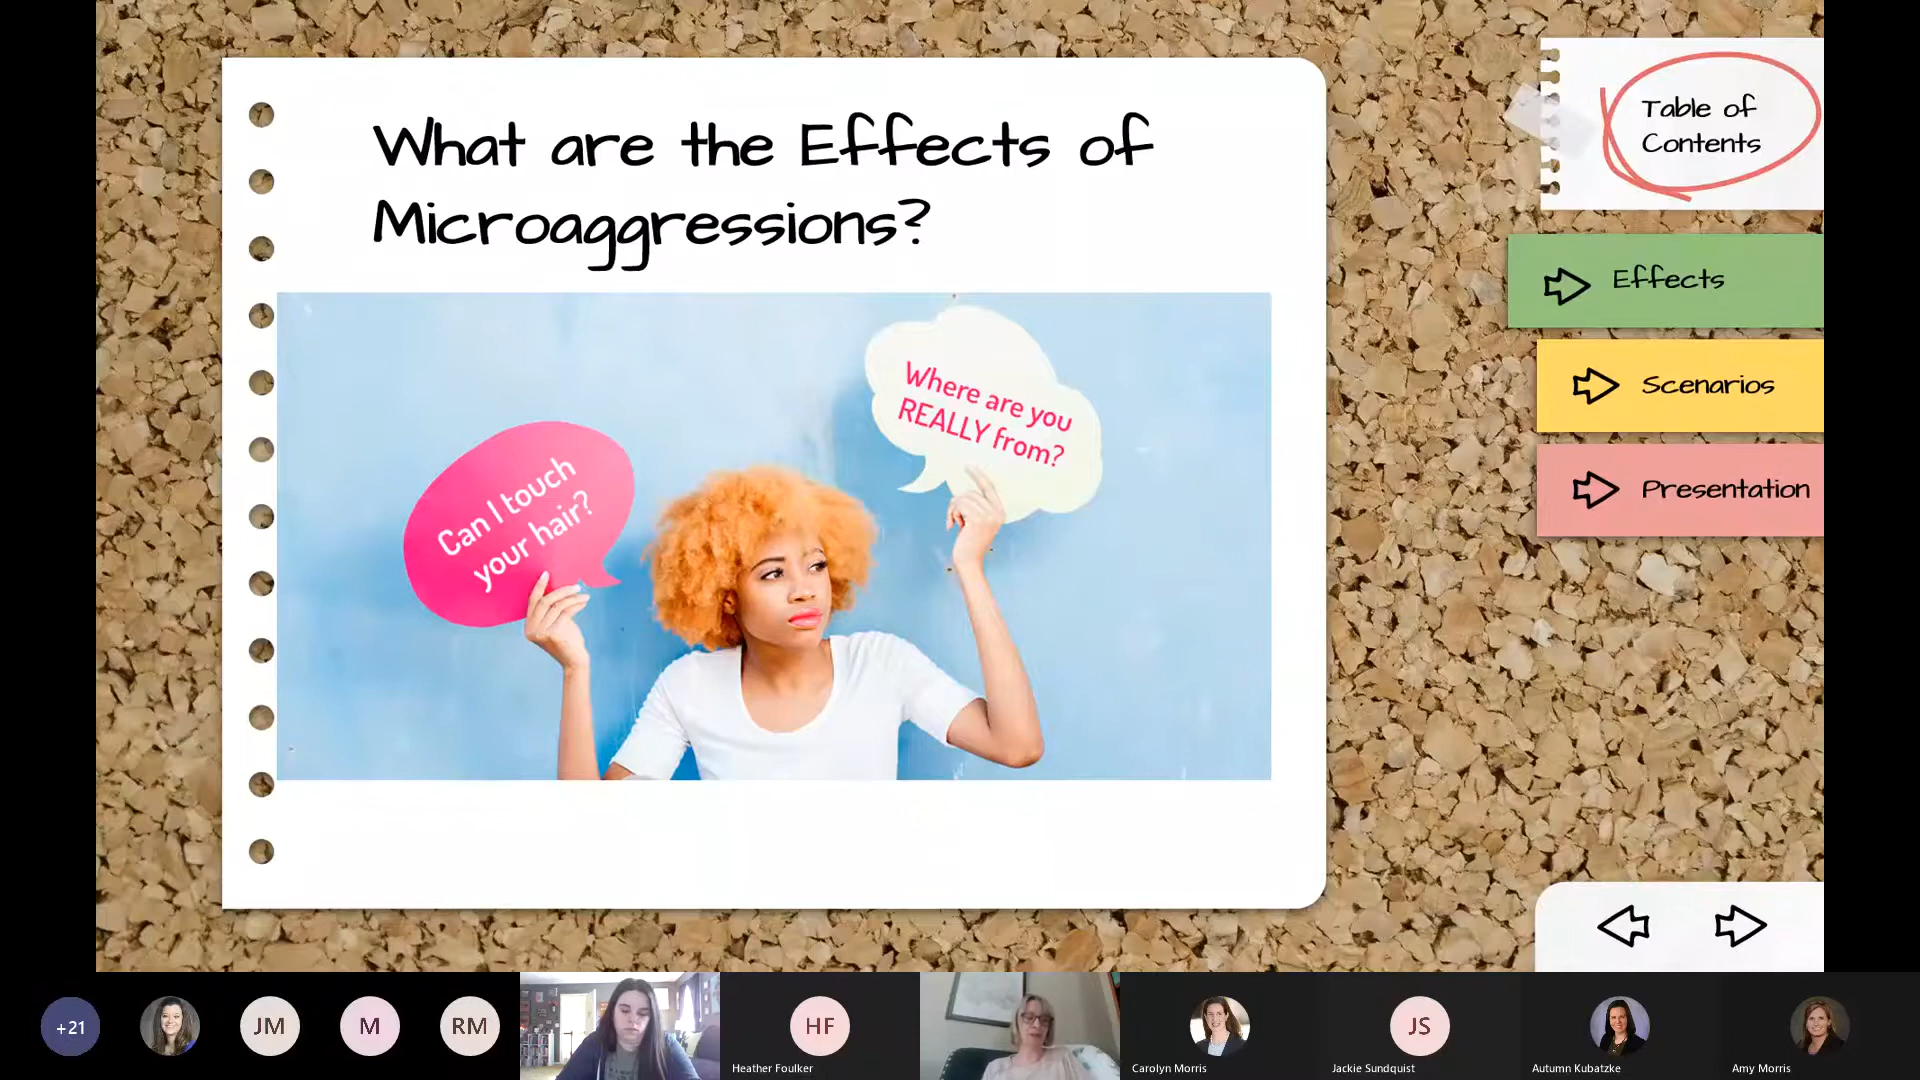 What are the Effects of
Microaggressions?
Can I touch
your hair?
Where are you
REALLY from?
Table of
Contents
Effects
Scenarios
Presentation
+21
JM
M
RM
HF
Heather Foulker
Carolyn Morris
JS
Jackie Sundquist
Autumn Kubatzke
Amy Morris